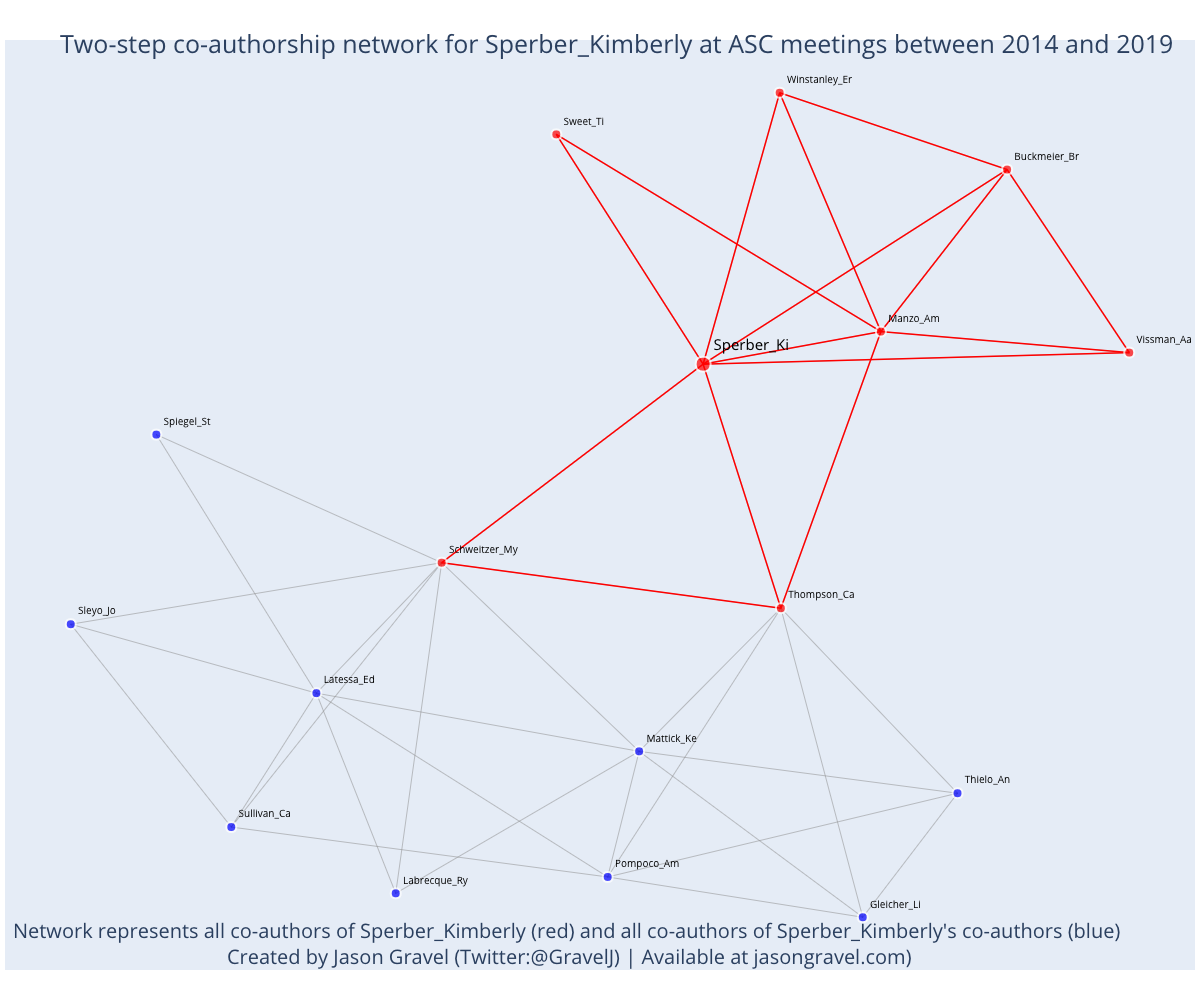 Two-step co-authorship network for Sperber_Kimberly at ASC meetings between 2014 and 2019
Winstanley_Er
Sweet_Ti
Buckmeier_Br
Manzo_Am
Vissman_Aa
Sperber_Ki
Spiegel_St
Schweitzer_My
Thompson_Ca
Sleyo_Jo
Latessa_Ed
Mattick_Ke
Thielo_An
Sullivan_Ca
Pompoco_Am
Labrecque_Ry
Gleicher_Li
Network represents all co-authors of Sperber_Kimberly (red) and all co-authors of Sperber_Kimberly's co-authors (blue)
Created by Jason Gravel (Twitter:@GravelJ) | Available at jasongravel.com)